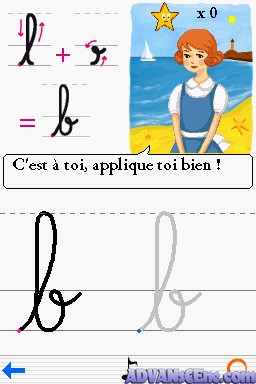 x 0
l + r
= b
C'est à toi, applique toi bien !
b b
ADVANSCENE.com